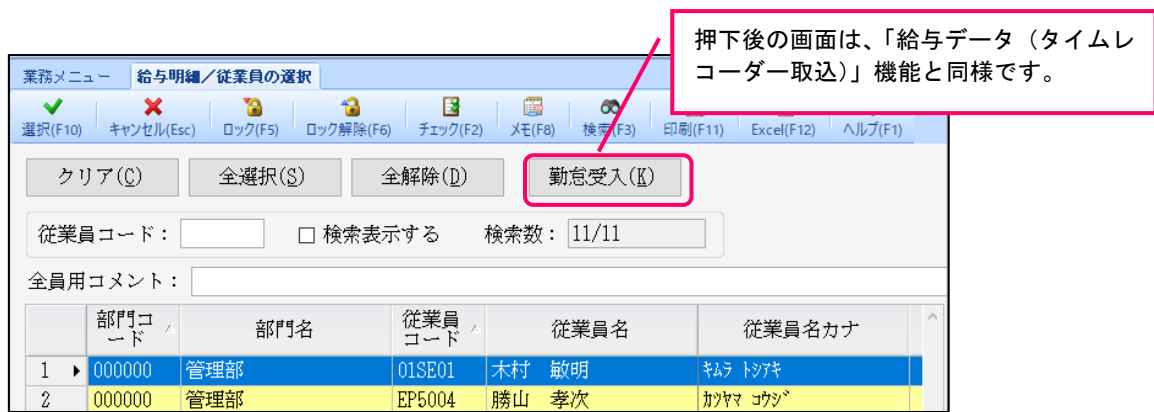 押下後の画面は、「給与データ（タイムレ
コーダー取込）」機能と同様です。
業務メニュー 給与明細／従業員の選択
選択(F10) キャンセル(Esc) ロック(F5) ロック解除(F6) チェック(F2) メモ(F8) 検索(F3) 印刷(F11) Excel(F12) ヘルプ(F1)
クリア(C) 全選択(S) 全解除(D) 勤怠受入(K)
従業員コード： 検索表示する 検索数： 11/11
全員用コメント：
部門コード 部門名 従業員コード 従業員名 従業員名カナ
1 000000 管理部 01SE01 木村 敏明 ｷﾑﾗ ﾄｼｱｷ
2 000000 管理部 EP5004 勝山 孝次 ｶﾂﾔﾏ ｺｳｼﾞ